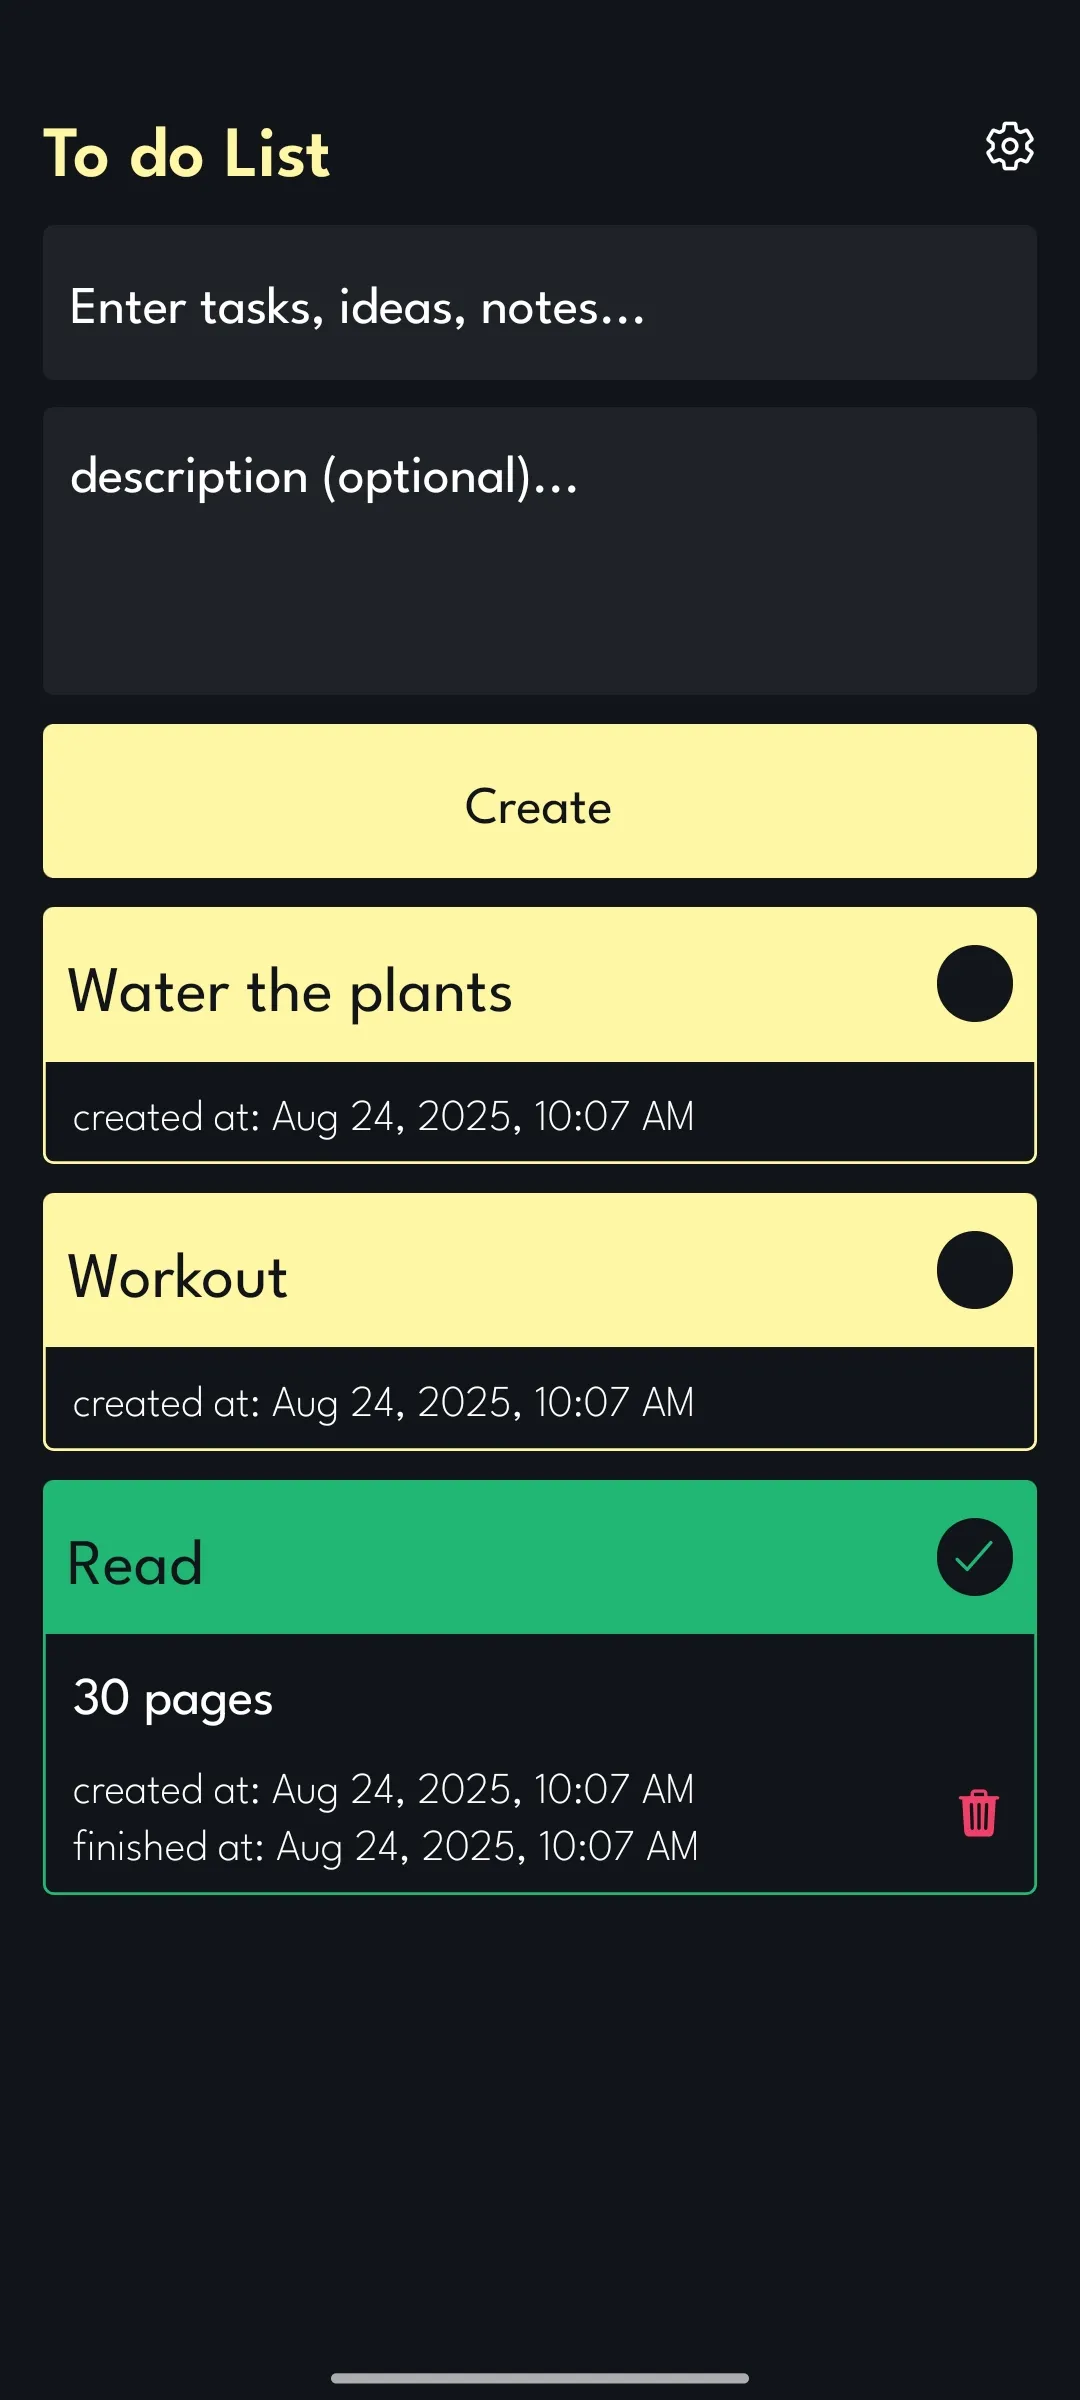 To do List
Enter tasks, ideas, notes...
description (optional)...
Create
Water the plants
created at: Aug 24, 2025, 10:07 AM
Workout
created at: Aug 24, 2025, 10:07 AM
Read
30 pages
created at: Aug 24, 2025, 10:07 AM
finished at: Aug 24, 2025, 10:07 AM